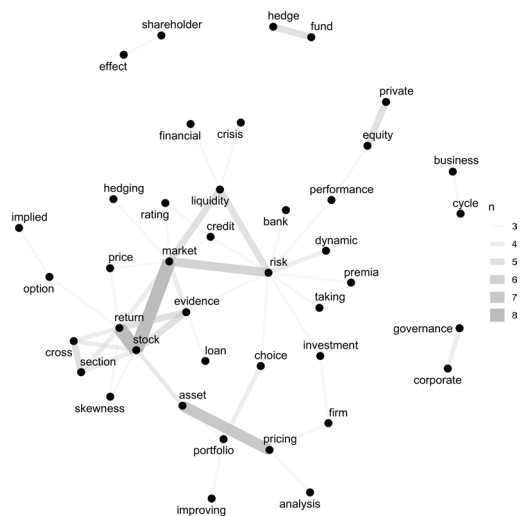 hedge
shareholder
fund
effect
private
financial
crisis
equity
business
hedging
liquidity
performance
rating
implied
credit
bank
cycle
n
3
market
dynamic
4
price
risk
5
option
premia
6
evidence
taking
7
return
governance
8
stock
cross
section
loan
choice
investment
corporate
skewness
asset
firm
portfolio
pricing
improving
analysis